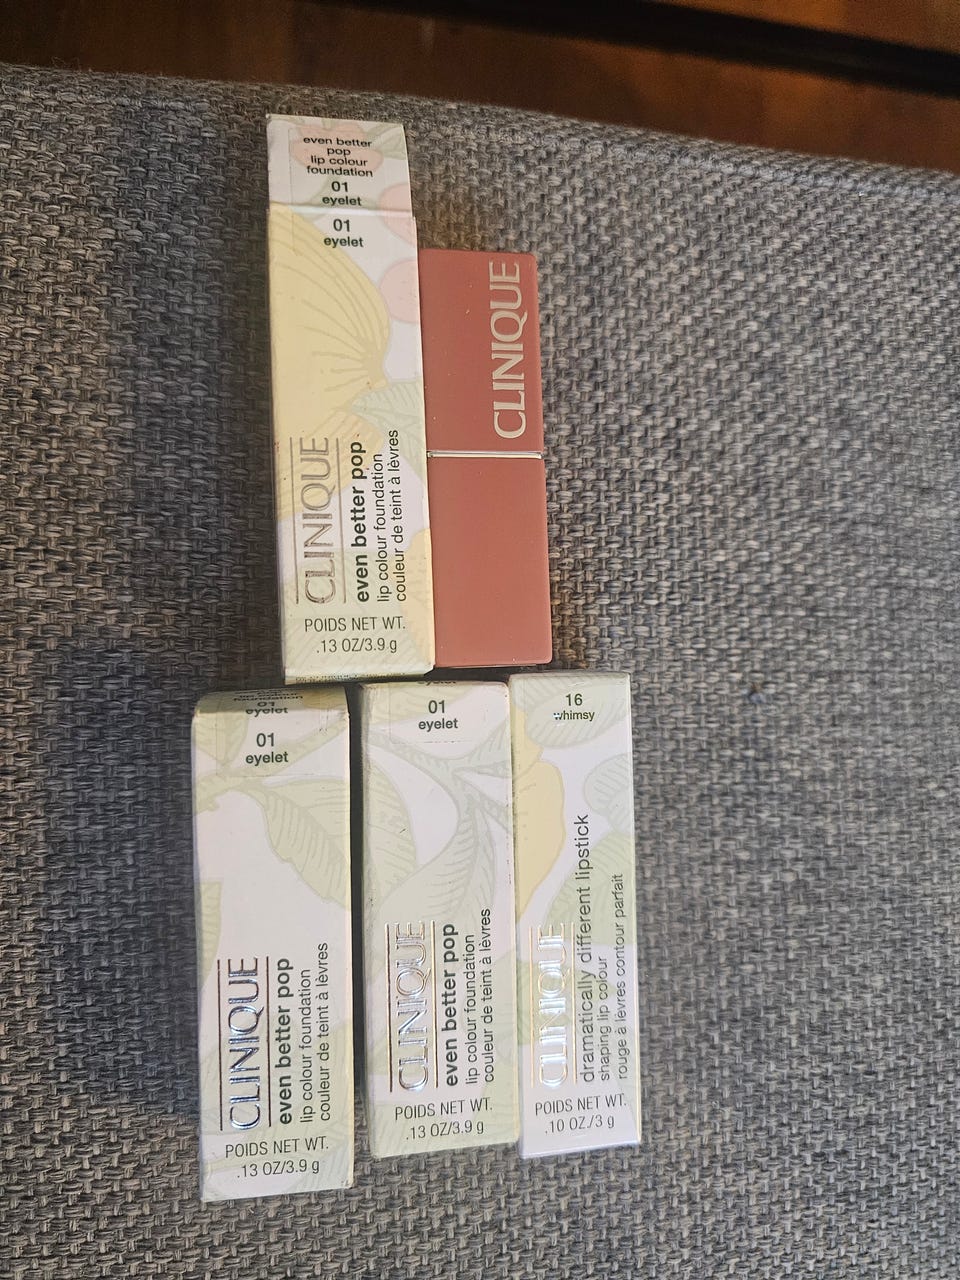 even better
pop
lip colour
foundation
01
eyelet
01
eyelet
CLINIQUE
even better pop
lip colour foundation
couleur de teint à lèvres
POIDS NET WT.
.13 OZ/3.9 g
CLINIQUE
foundation
01
eyelet
01
eyelet
CLINIQUE
even better pop
lip colour foundation
couleur de teint à lèvres
POIDS NET WT.
.13 OZ/3.9 g
eyelet
01
eyelet
CLINIQUE
even better pop
lip colour foundation
couleur de teint à lèvres
POIDS NET WT.
.13 OZ/3.9 g
16
whimsy
CLINIQUE
dramatically different lipstick
shaping lip colour
rouge à lèvres contour parfait
POIDS NET WT.
.10 OZ./3 g